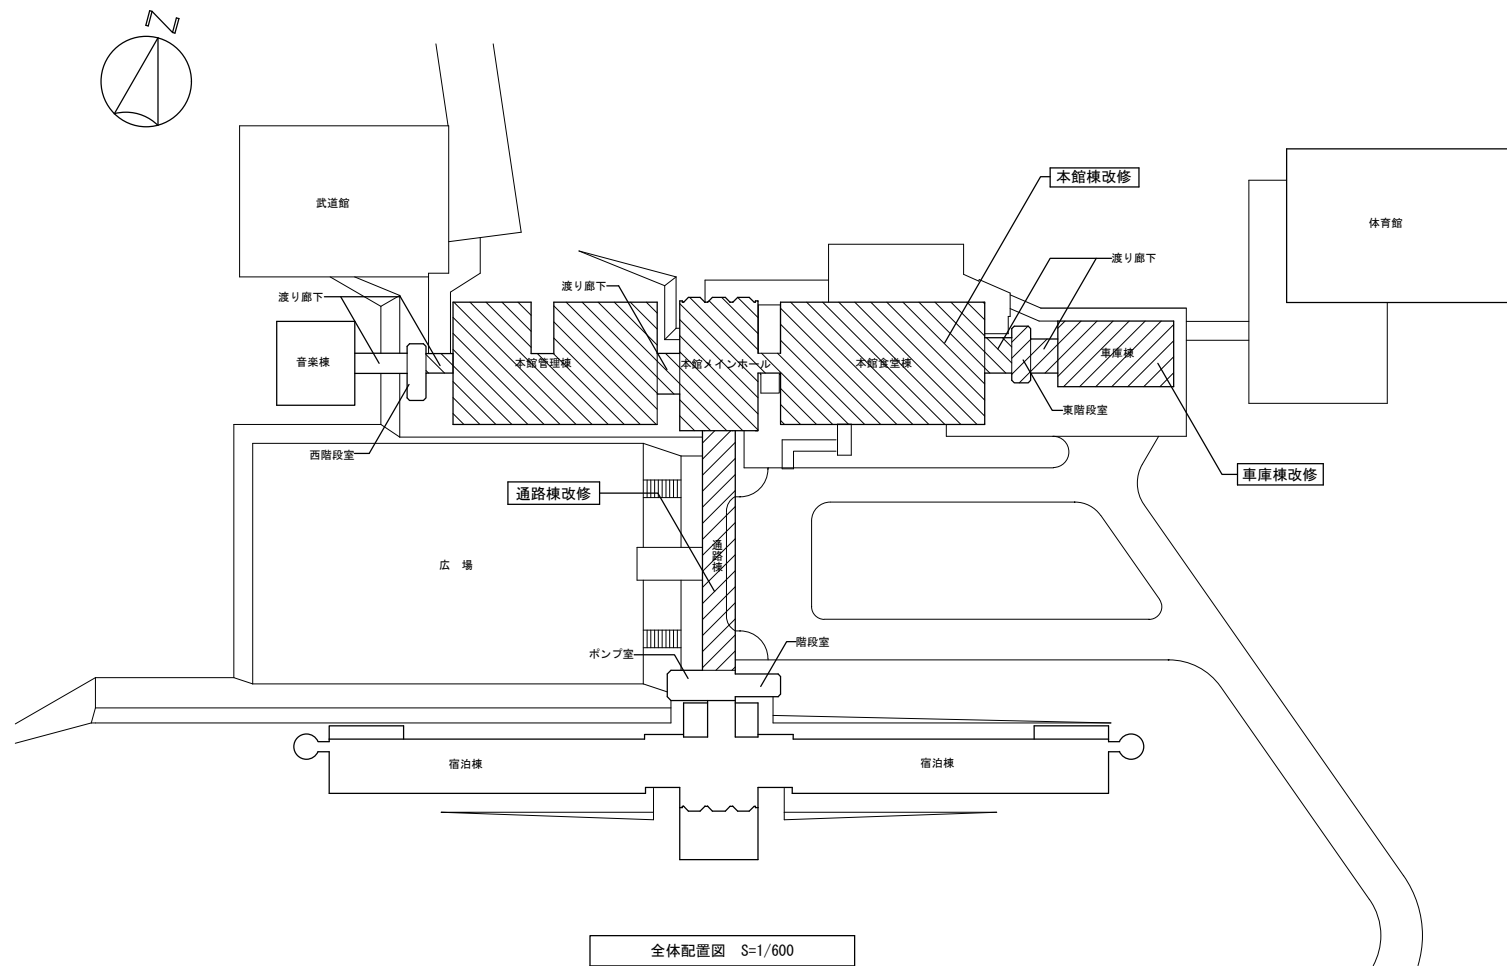 N
本館棟改修
武道館
体育館
渡り廊下
渡り廊下
渡り廊下
音楽棟
本館管理棟
本館メインホール
本館食堂棟
車庫棟
東階段室
西階段室
車庫棟改修
通路棟改修
通路棟
広 場
ポンプ室
階段室
宿泊棟
宿泊棟
全体配置図 S=1/600